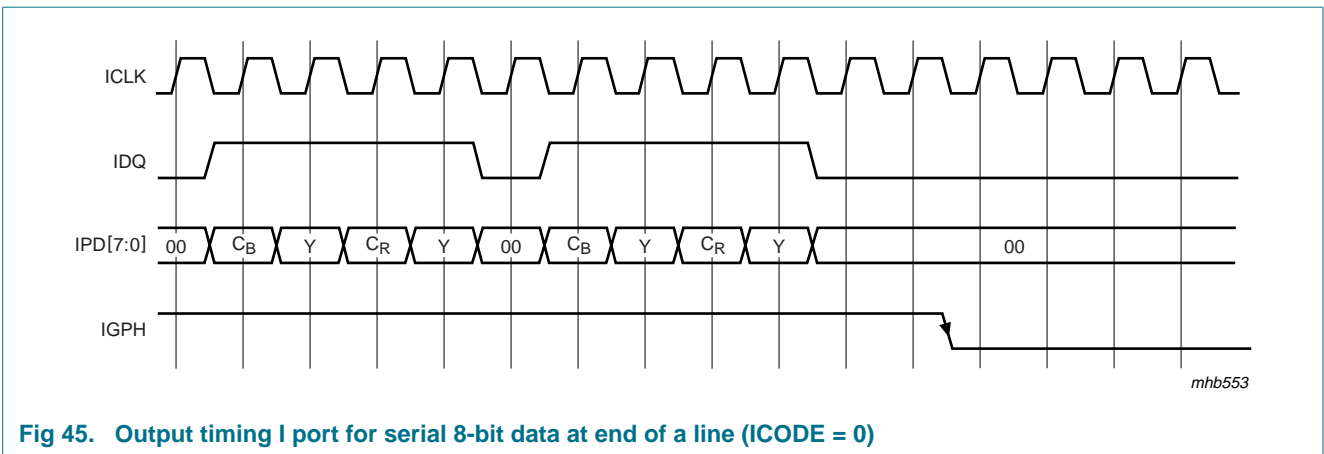 ICLK
IDQ
IPD[7:0] 00 CB Y CR Y 00 CB Y CR Y 00
IGPH
mhb553
Fig 45. Output timing I port for serial 8-bit data at end of a line (ICODE = 0)